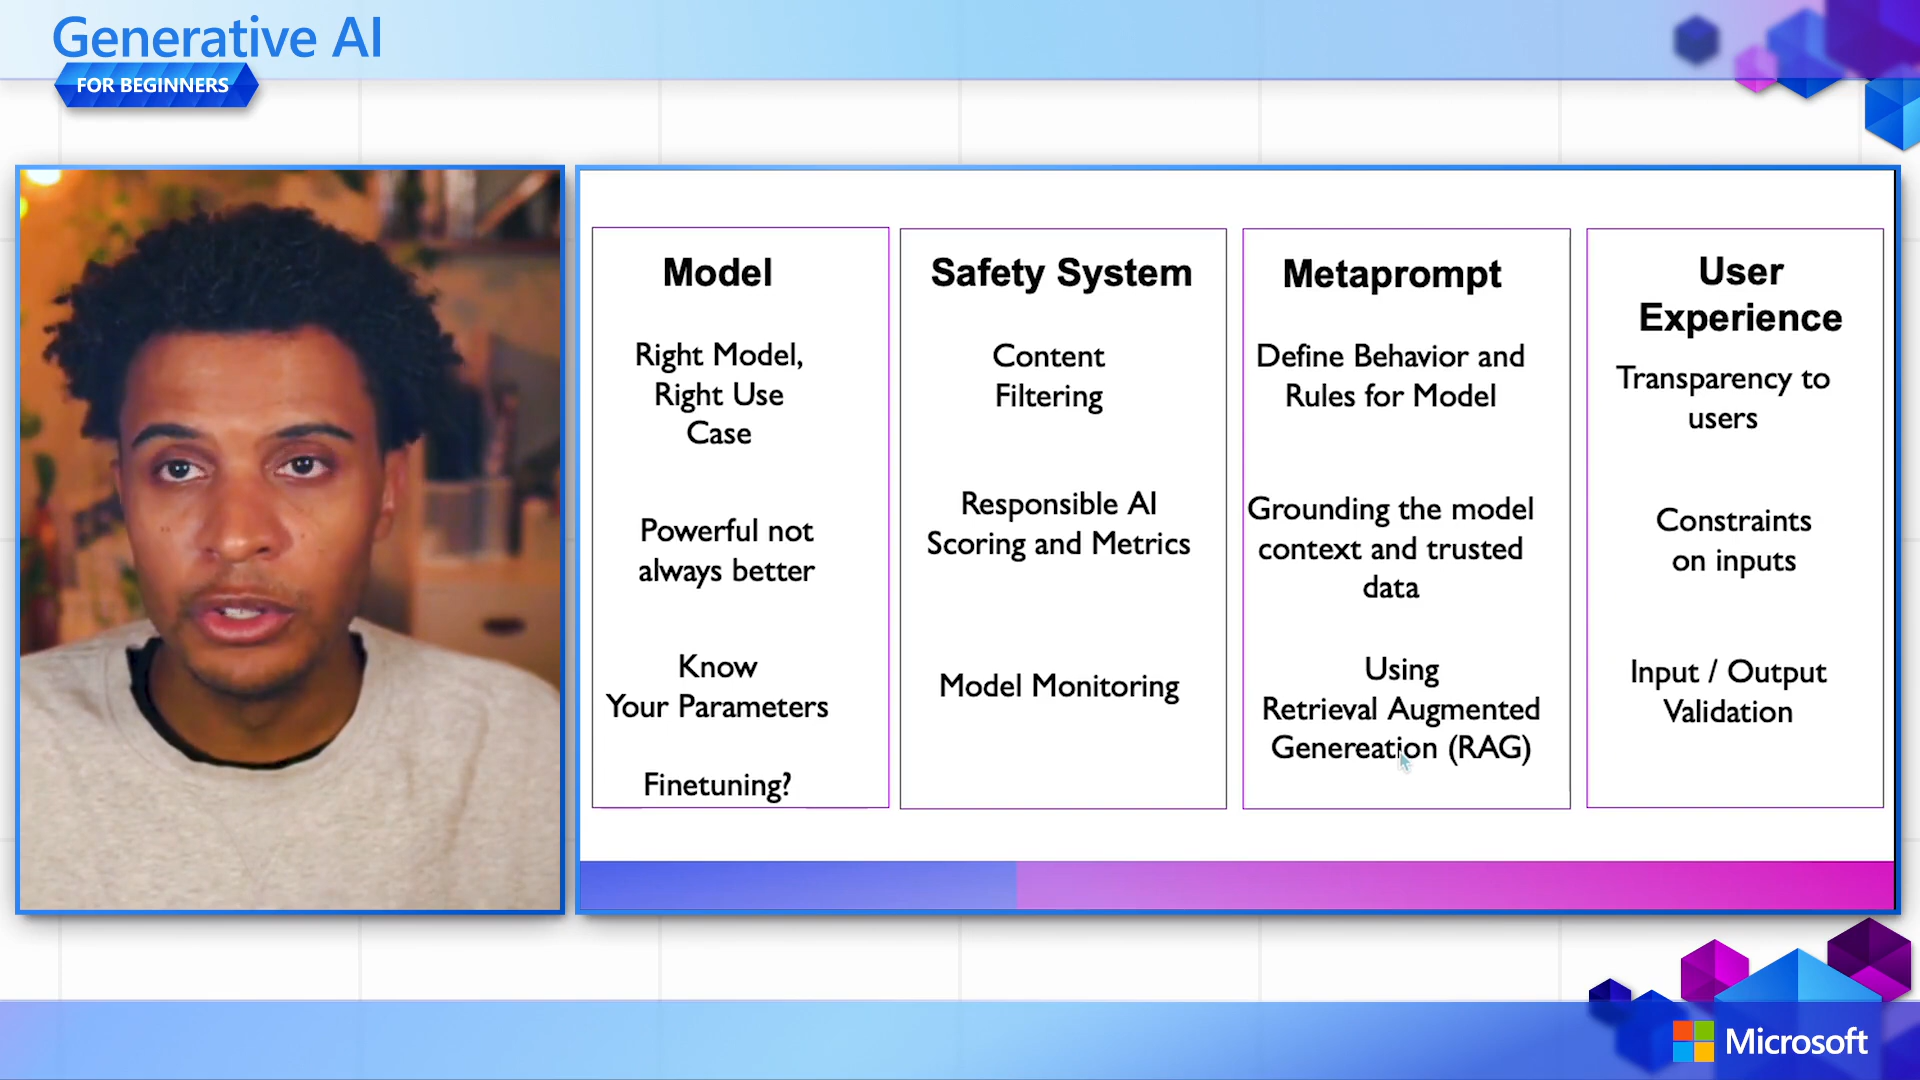 Generative AI
FOR BEGINNERS
Model
Right Model,
Right Use
Case
Powerful not
always better
Know
Your Parameters
Finetuning?
Safety System
Content
Filtering
Responsible AI
Scoring and Metrics
Model Monitoring
Metaprompt
Define Behavior and
Rules for Model
Grounding the model
context and trusted
data
Using
Retrieval Augmented
Genereation (RAG)
User
Experience
Transparency to
users
Constraints
on inputs
Input / Output
Validation
Microsoft